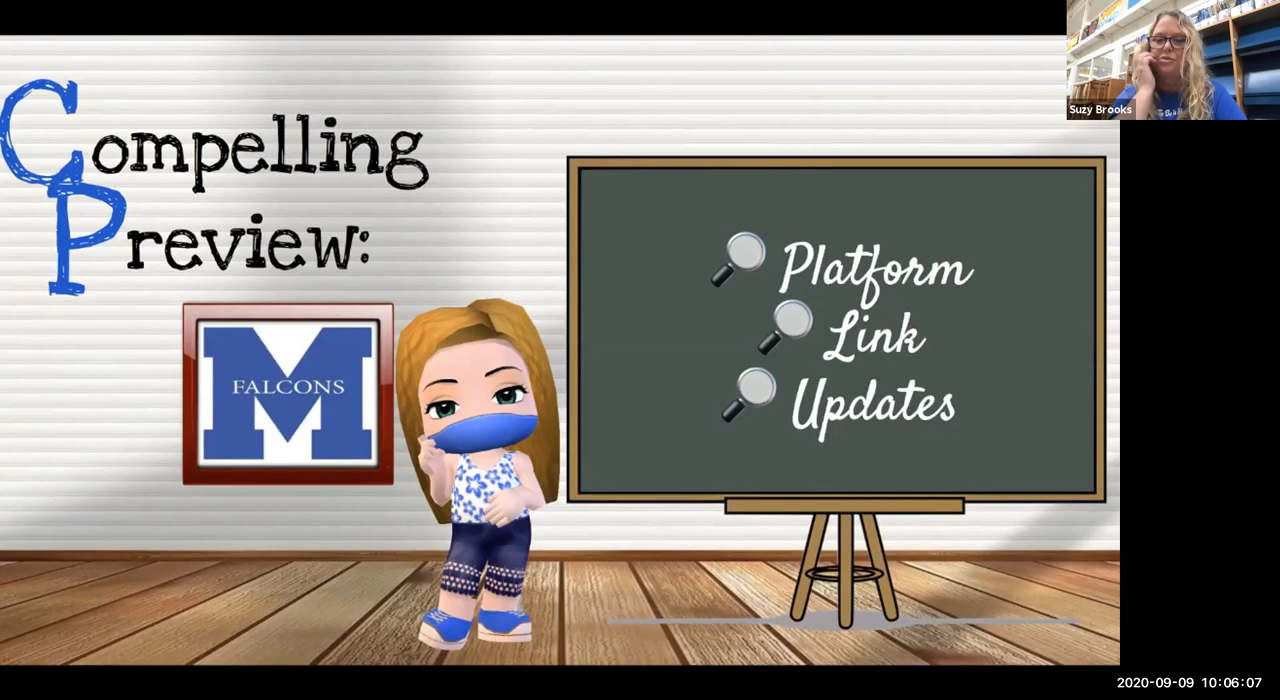 Compelling
Preview:
FALCONS
Platform
Link
Updates
Suzy Brooks
2020-09-09 10:06:07